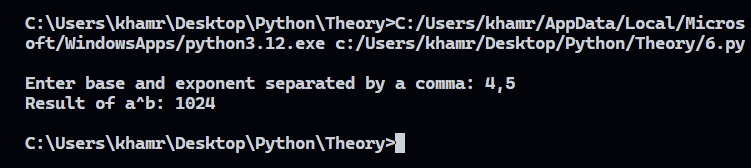 C:\Users\khamr\Desktop\Python\Theory>C:/Users/khamr/AppData/Local/Micros
oft/WindowsApps/python3.12.exe c:/Users/khamr/Desktop/Python/Theory/6.py
Enter base and exponent separated by a comma: 4,5
Result of a^b: 1024
C:\Users\khamr\Desktop\Python\Theory>